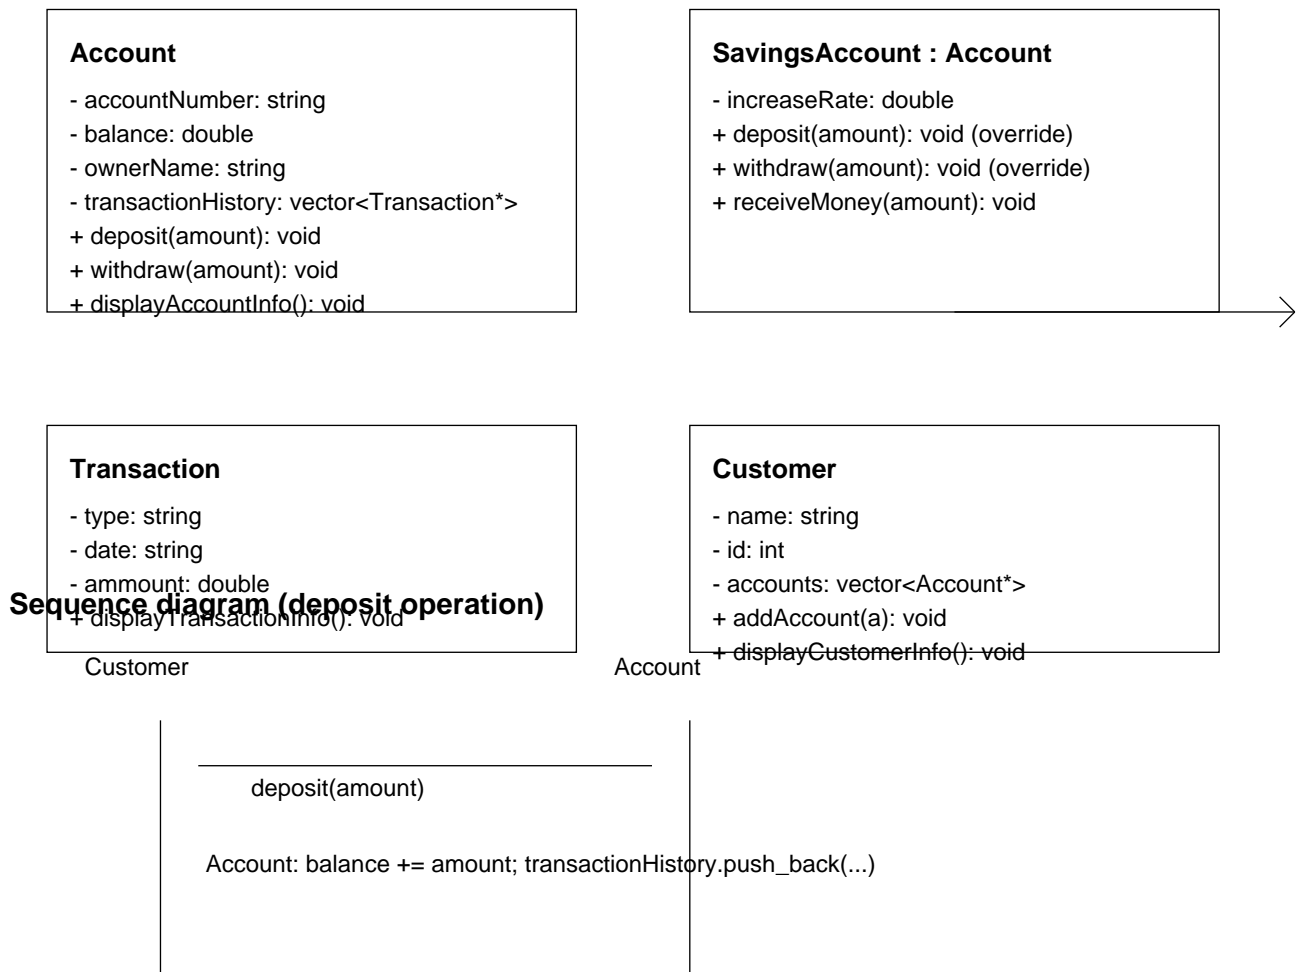 Account
- accountNumber: string
- balance: double
- ownerName: string
- transactionHistory: vector<Transaction*>
+ deposit(amount): void
+ withdraw(amount): void
+ displayAccountInfo(): void
SavingsAccount : Account
- increaseRate: double
+ deposit(amount): void (override)
+ withdraw(amount): void (override)
+ receiveMoney(amount): void
Transaction
- type: string
- date: string
- ammount: double
+ displayTransactionInfo(): void
Customer
- name: string
- id: int
- accounts: vector<Account*>
+ addAccount(a): void
+ displayCustomerInfo(): void
Sequence diagram (deposit operation)
Customer
Account
deposit(amount)
Account: balance += amount; transactionHistory.push_back(...)